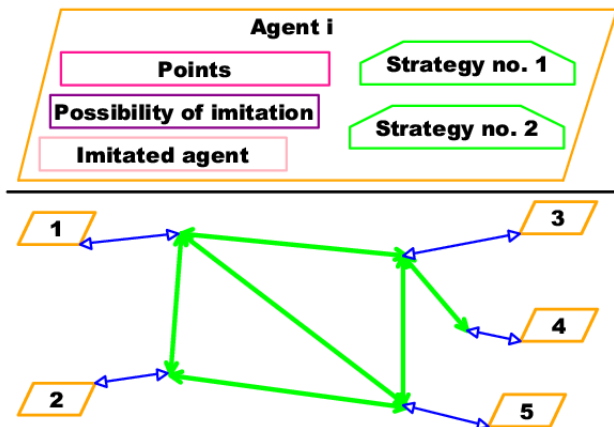 Agent i
Points
Strategy no. 1
Possibility of imitation
Strategy no. 2
Imitated agent
1
3
4
2
5